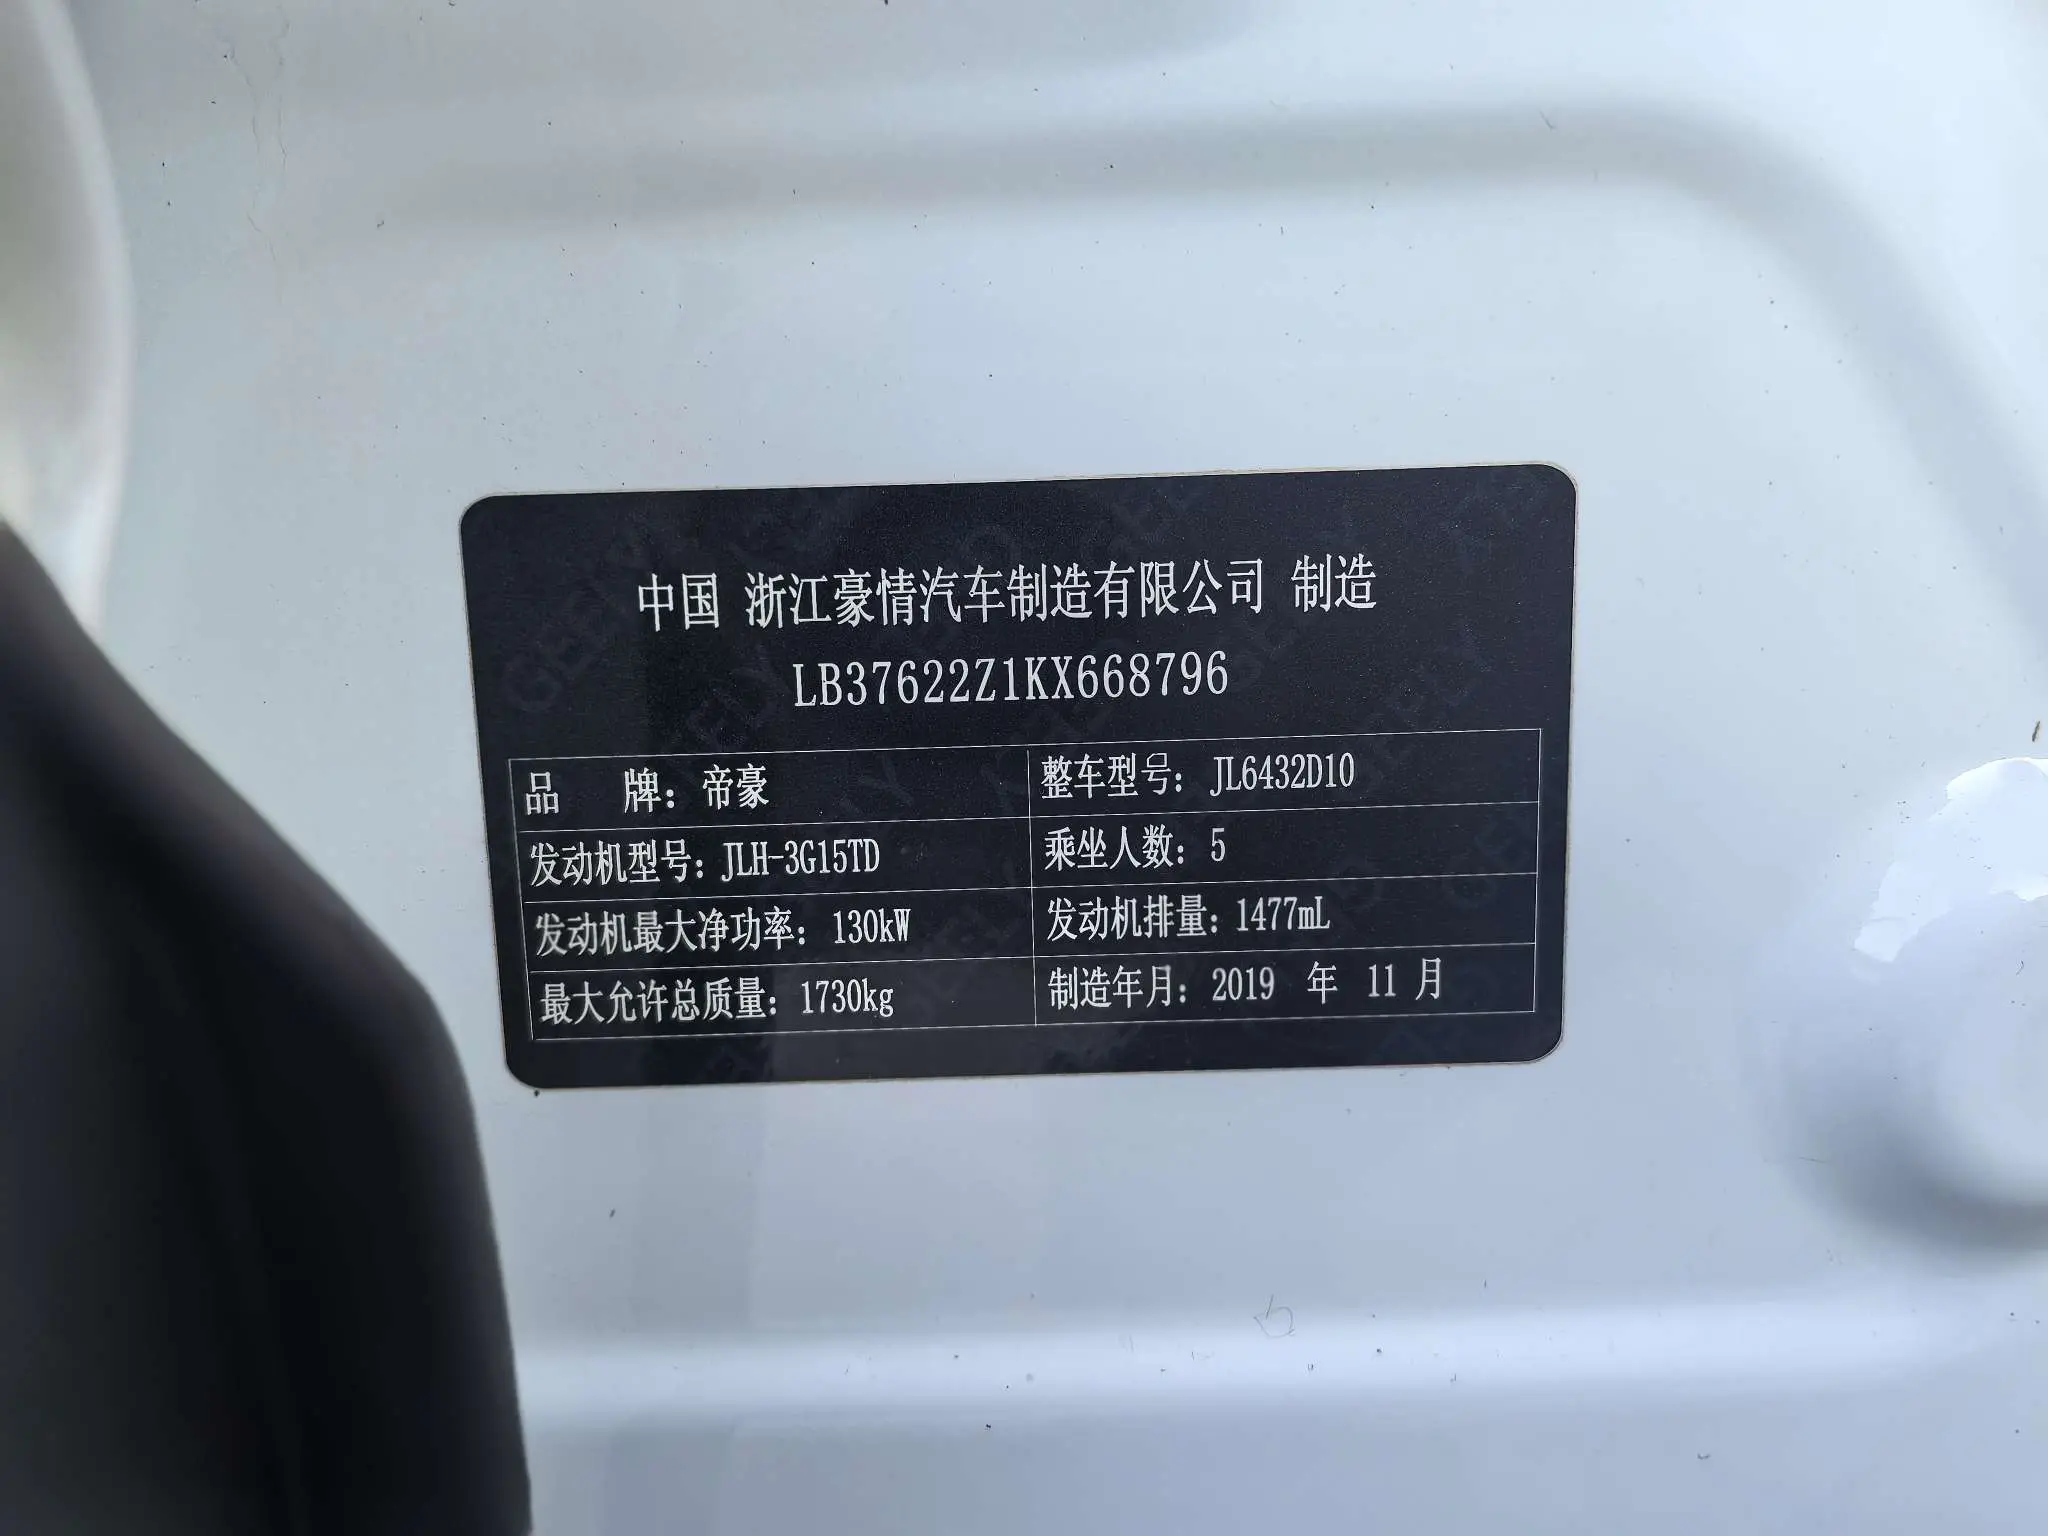 中国 浙江豪情汽车制造有限公司 制造
LB37622Z1KX668796
品 牌：帝豪 整车型号：JL6432D10
发动机型号：JLH-3G15TD 乘坐人数：5
发动机最大净功率：130kW 发动机排量：1477mL
最大允许总质量：1730kg 制造年月：2019 年 11 月